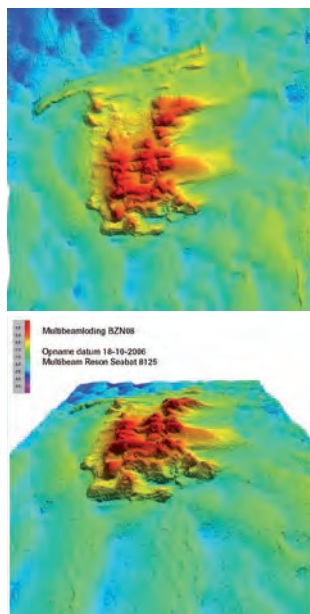 Multibeamloding BZN08
Opname datum 18-10-2006
Multibeam Reson Seabat 8125